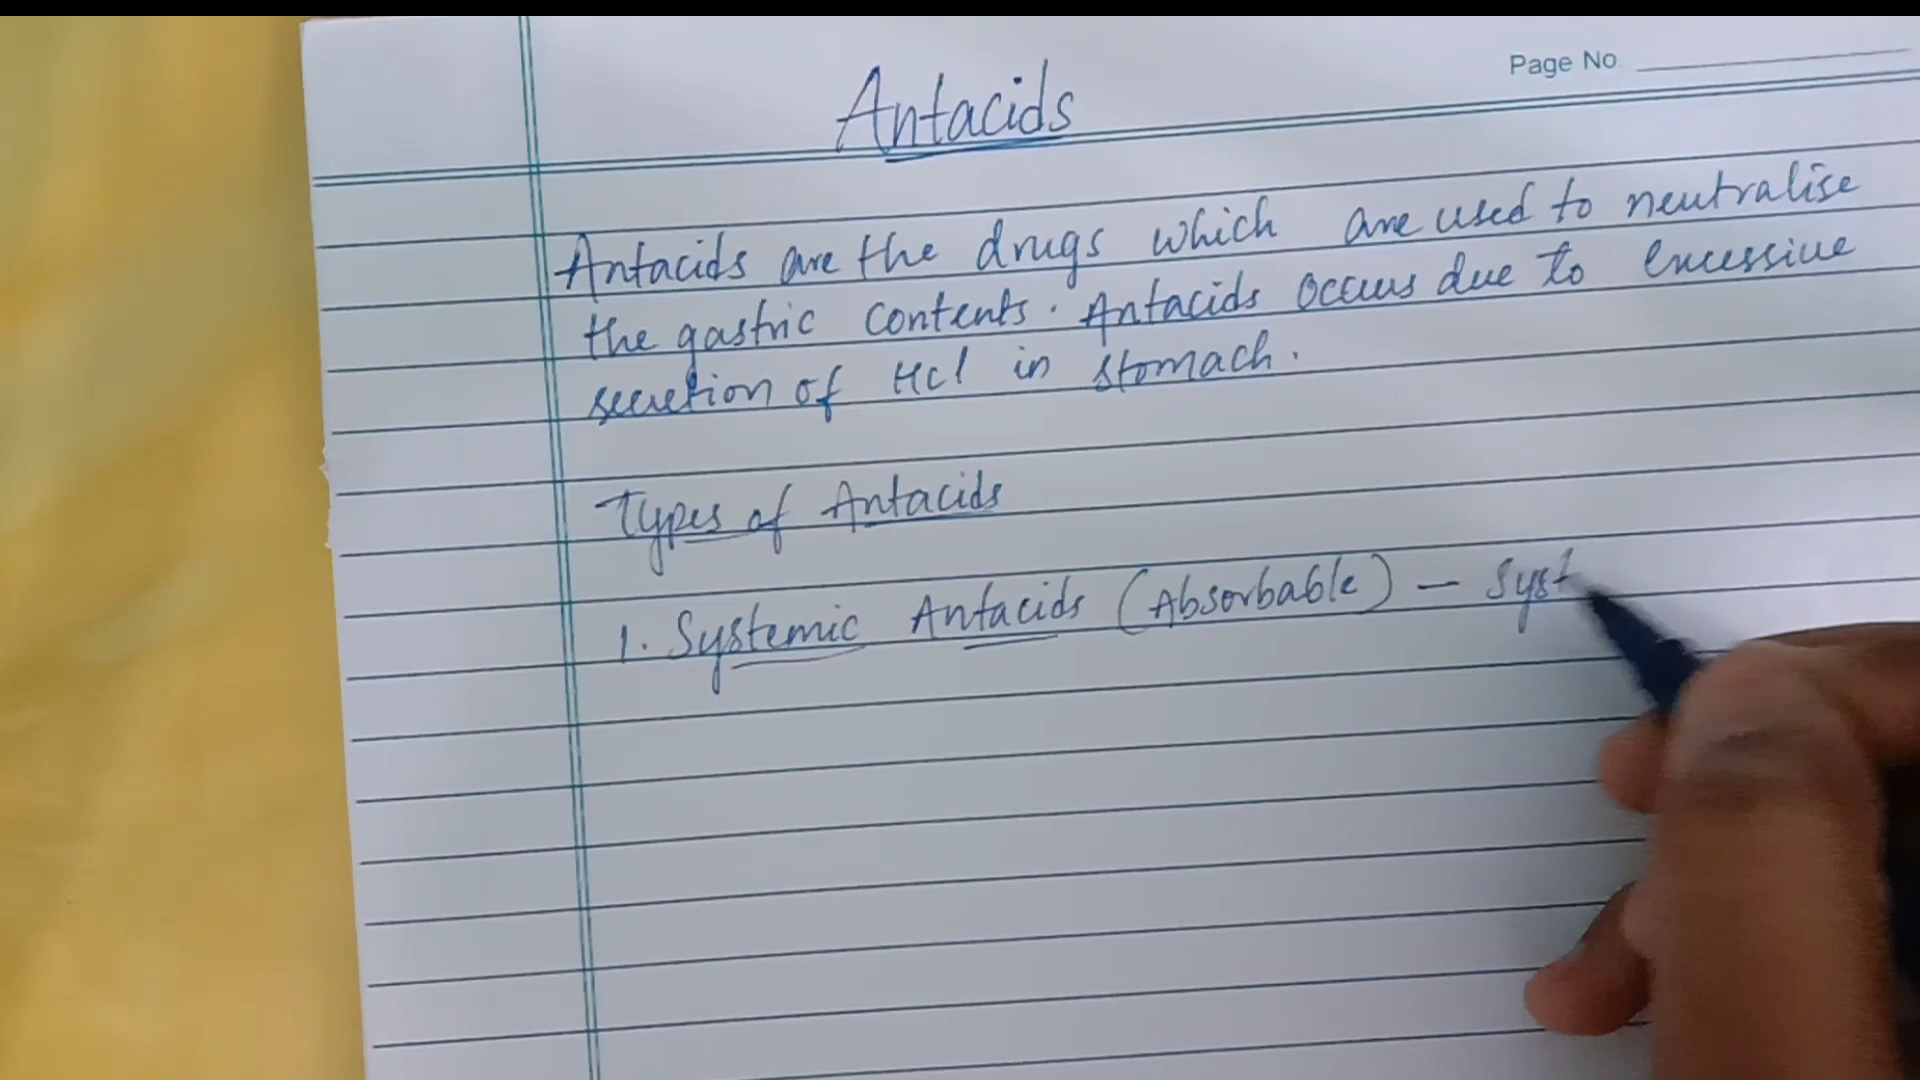 Page No
Antacids
Antacids are the drugs which are used to neutralise
the gastric contents. Antacids occurs due to excessive
secretion of HCl in stomach.
Types of Antacids
1. Systemic Antacids (Absorbable) – Syst